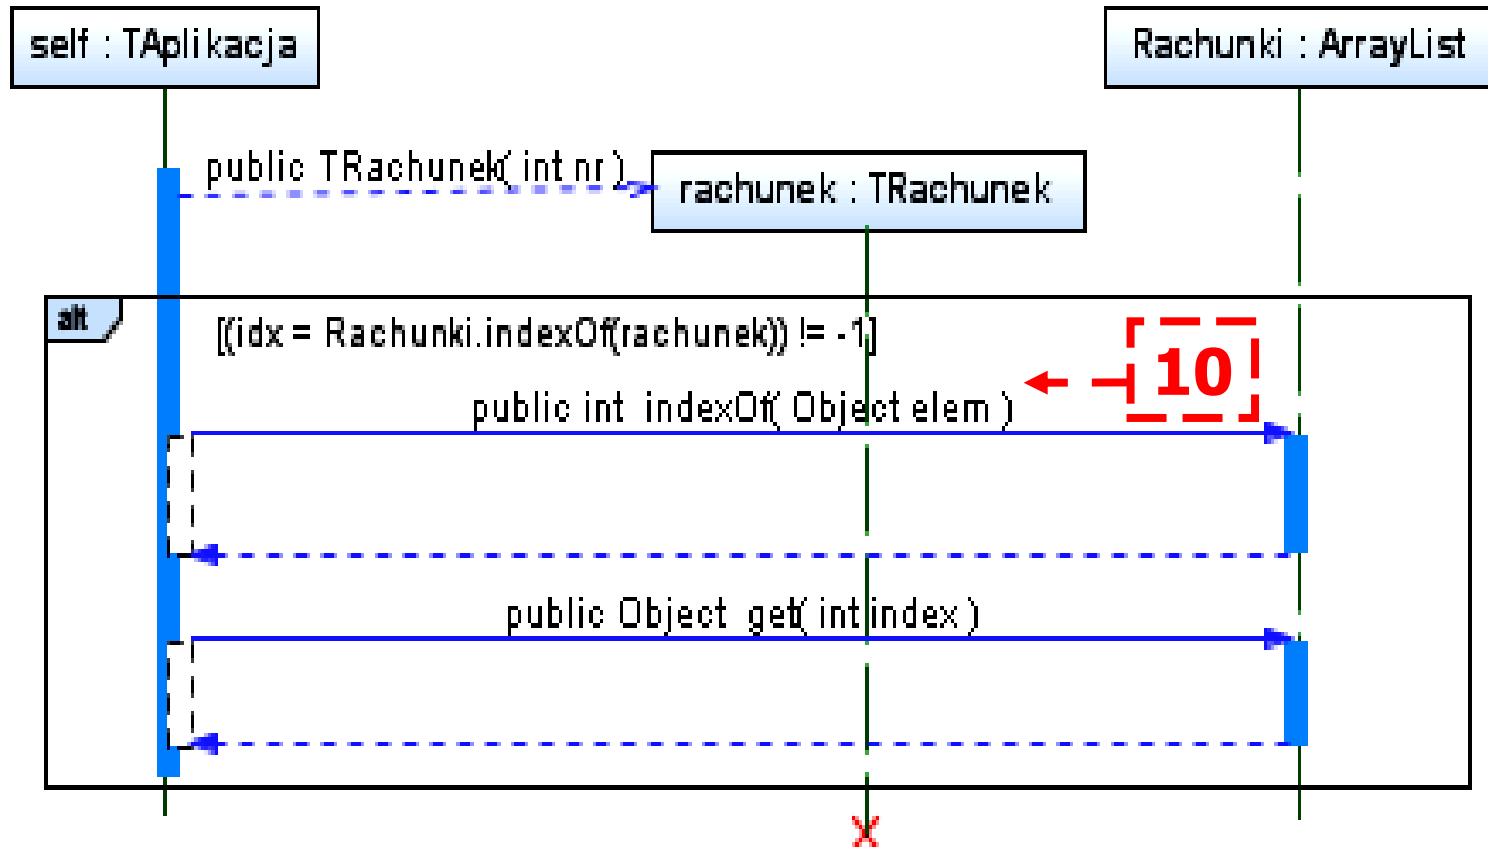 self : TAplikacja
Rachunki : ArrayList
public TRachunek( int nr )
rachunek : TRachunek
alt
[(idx = Rachunki.indexOf(rachunek)) != -1]
10
public int indexOf( Object elem )
public Object get( int index )